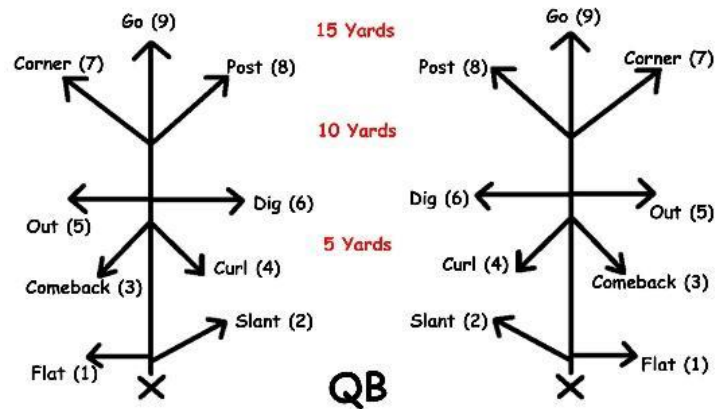 Go (9)
15 Yards
Go (9)
Corner (7)
Post (8)
Post (8)
Corner (7)
10 Yards
Out (5)
Dig (6)
Dig (6)
Out (5)
5 Yards
Comeback (3)
Curl (4)
Curl (4)
Comeback (3)
Slant (2)
Slant (2)
Flat (1)
QB
Flat (1)